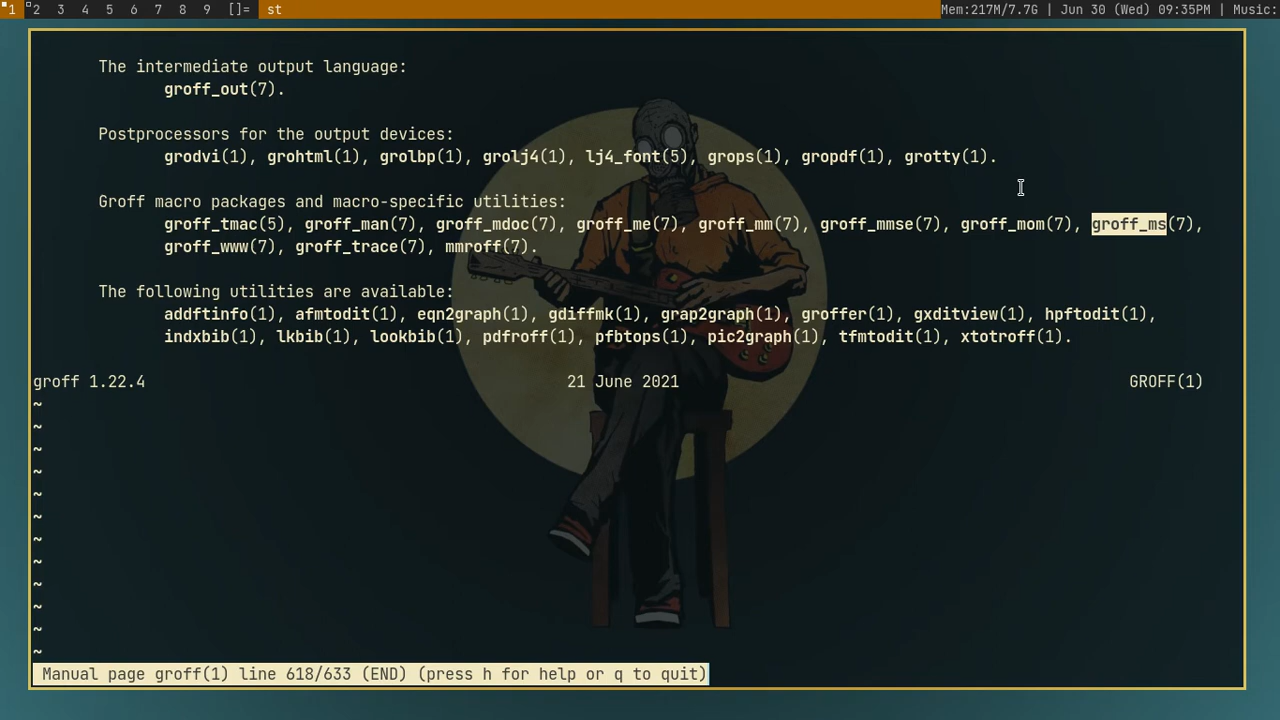 1 2 3 4 5 6 7 8 9 []= st Mem:217M/7.7G | Jun 30 (Wed) 09:35PM | Music:
The intermediate output language:
groff_out(7).
Postprocessors for the output devices:
grodvi(1), grohtml(1), grolbp(1), grolj4(1), lj4_font(5), grops(1), gropdf(1), grotty(1).
Groff macro packages and macro-specific utilities:
groff_tmac(5), groff_man(7), groff_mdoc(7), groff_me(7), groff_mm(7), groff_mmse(7), groff_mom(7), groff_ms(7),
groff_www(7), groff_trace(7), mmroff(7).
The following utilities are available:
addftinfo(1), afmtodit(1), eqn2graph(1), gdiffmk(1), grap2graph(1), groffer(1), gxditview(1), hpftodit(1),
indxbib(1), lkbib(1), lookbib(1), pdfroff(1), pfbtops(1), pic2graph(1), tfmtodit(1), xtotroff(1).
groff 1.22.4 21 June 2021 GROFF(1)
~
~
~
~
~
~
~
~
~
~
~
~
Manual page groff(1) line 618/633 (END) (press h for help or q to quit)